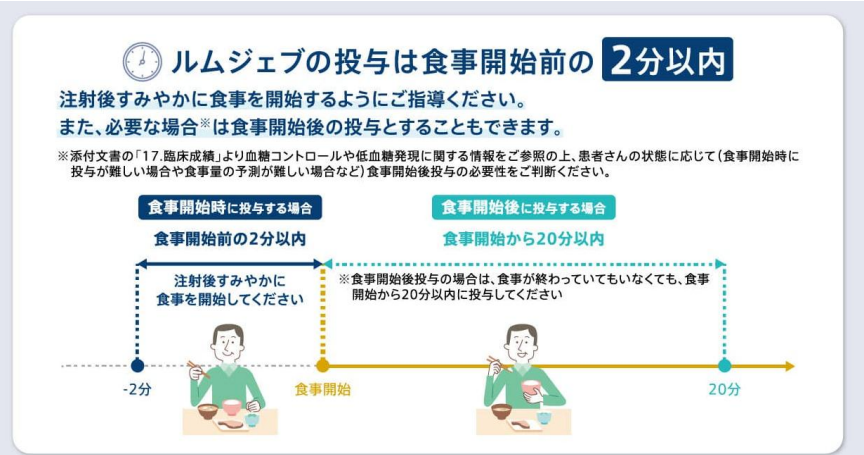 ルムジェブの投与は食事開始前の 2分以内
注射後すみやかに食事を開始するようにご指導ください。
また、必要な場合※は食事開始後の投与とすることもできます。
※添付文書の「17.臨床成績」より血糖コントロールや低血糖発現に関する情報をご参照の上、患者さんの状態に応じて(食事開始時に
投与が難しい場合や食事量の予測が難しい場合など)食事開始後投与の必要性をご判断ください。
食事開始時に投与する場合
食事開始前の2分以内
注射後すみやかに
食事を開始してください
食事開始後に投与する場合
食事開始から20分以内
※食事開始後投与の場合は、食事が終わっていてもいなくても、食事
開始から20分以内に投与してください
-2分
食事開始
20分